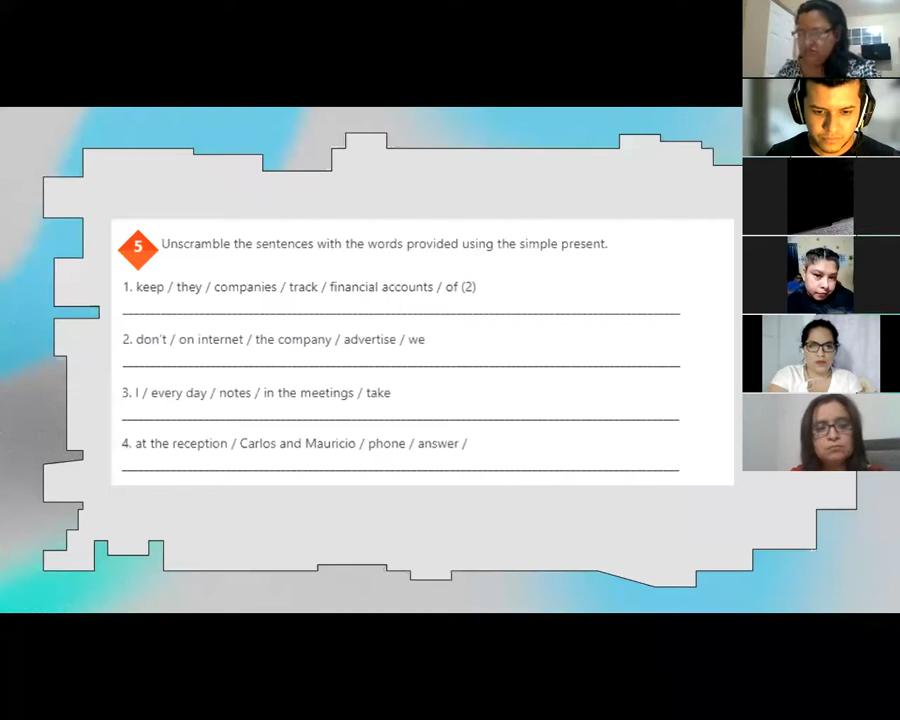 5 Unscramble the sentences with the words provided using the simple present.
1. keep / they / companies / track / financial accounts / of (2)
2. don't / on internet / the company / advertise / we
3. I / every day / notes / in the meetings / take
4. at the reception / Carlos and Mauricio / phone / answer /